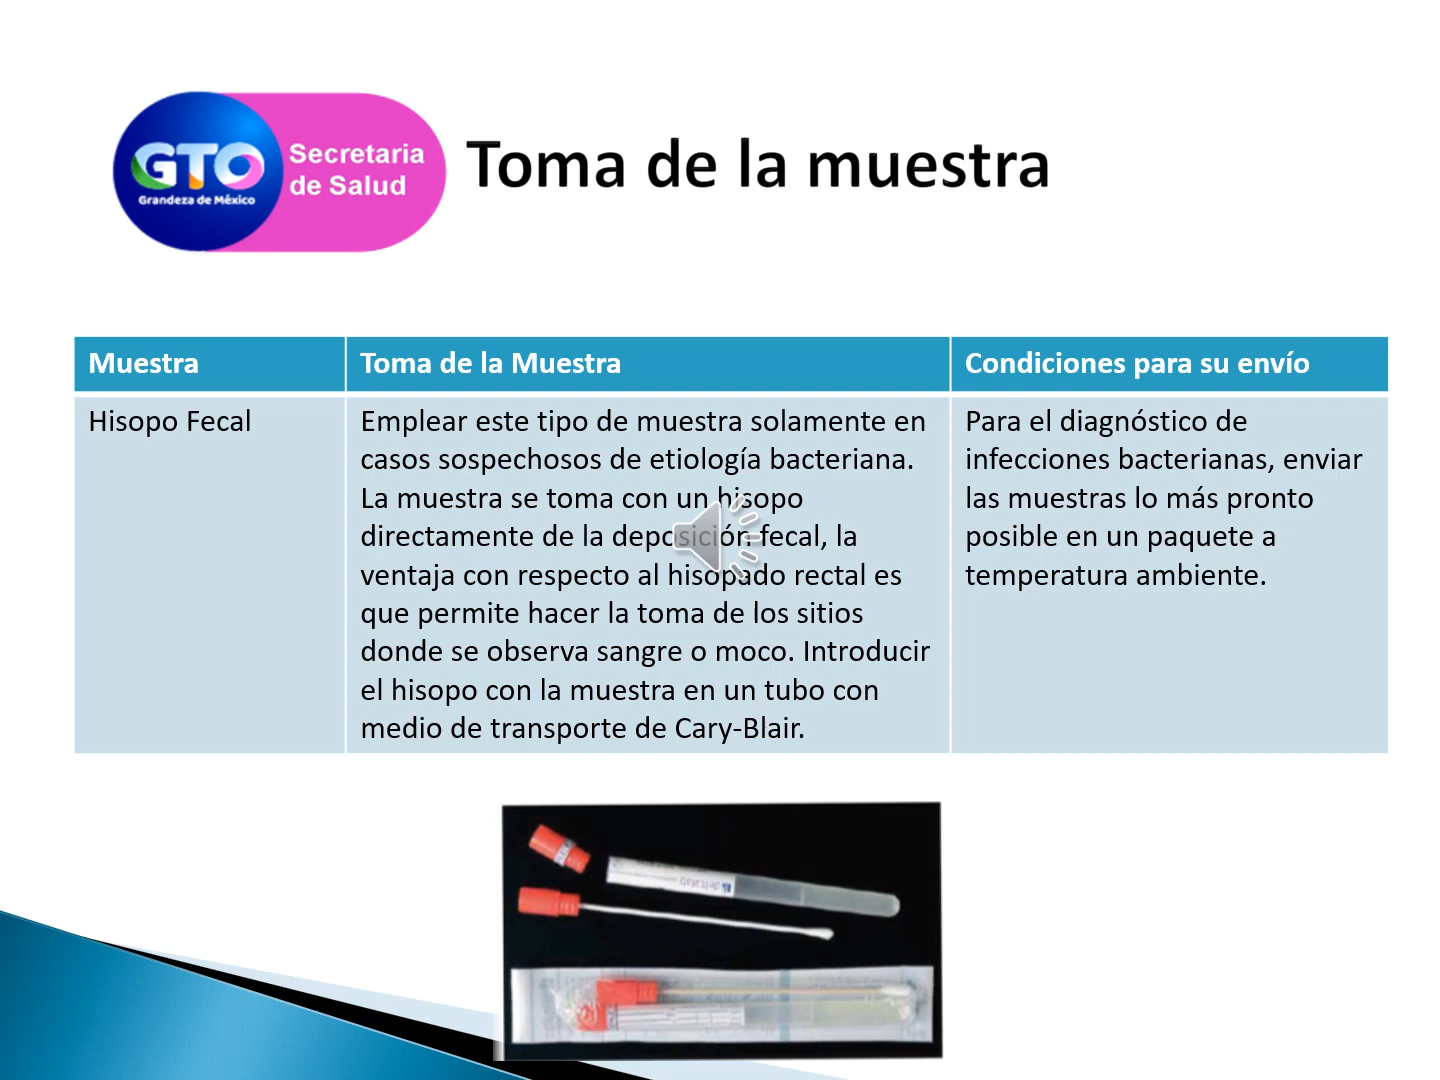 GTO
Grandeza de México
Secretaria
de Salud
Toma de la muestra
Muestra
Toma de la Muestra
Condiciones para su envío
Hisopo Fecal
Emplear este tipo de muestra solamente en
casos sospechosos de etiología bacteriana.
La muestra se toma con un hisopo
directamente de la deposición fecal, la
ventaja con respecto al hisopado rectal es
que permite hacer la toma de los sitios
donde se observa sangre o moco. Introducir
el hisopo con la muestra en un tubo con
medio de transporte de Cary-Blair.
Para el diagnóstico de
infecciones bacterianas, enviar
las muestras lo más pronto
posible en un paquete a
temperatura ambiente.
deltalab